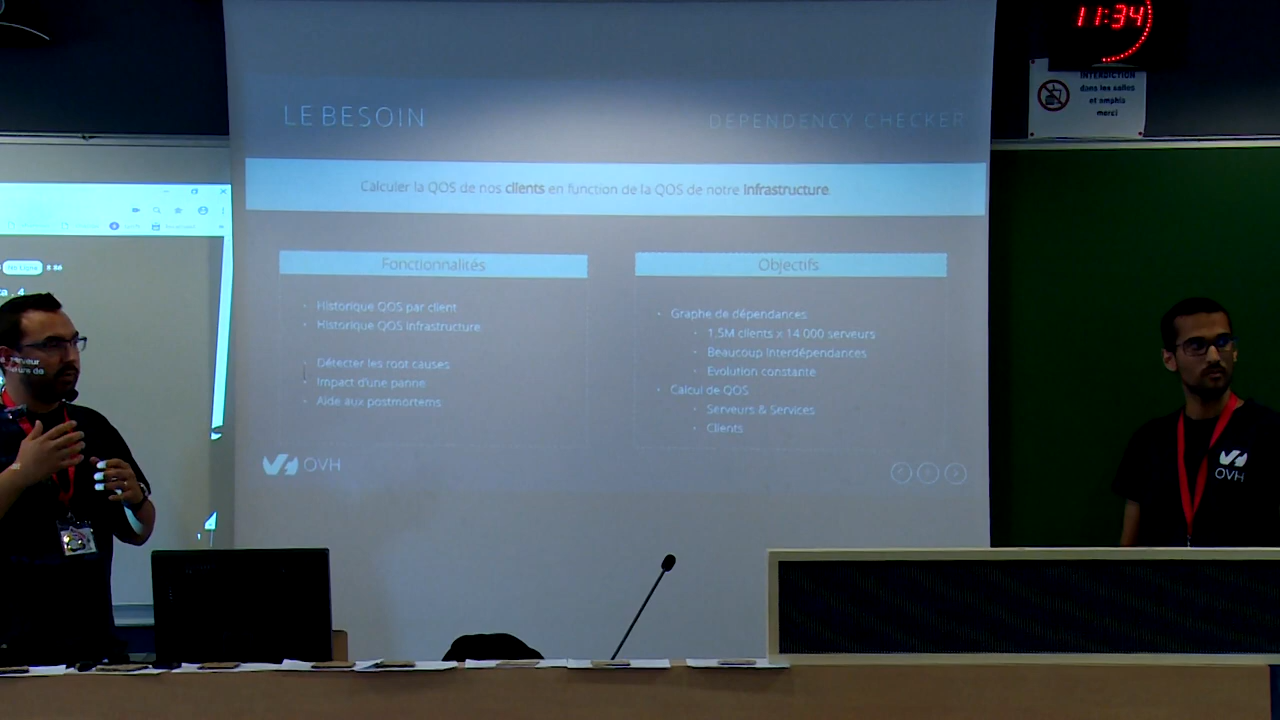 11:34
INTERDICTION
dans les salles
et amphis
merci
LE BESOIN
DEPENDENCY CHECKER
Calculer la QOS de nos clients en function de la QOS de notre Infrastructure.
Fonctionnalités
• Historique QOS par client
• Historique QOS Infrastructure
• Détecter les root causes
• Impact d'une panne
• Aide aux postmortems
Objectifs
• Graphe de dépendances
• 1.5M clients x 14 000 serveurs
• Beaucoup Interdépendances
• Evolution constante
• Calcul de QOS
• Serveurs & Services
• Clients
OVH
OVH